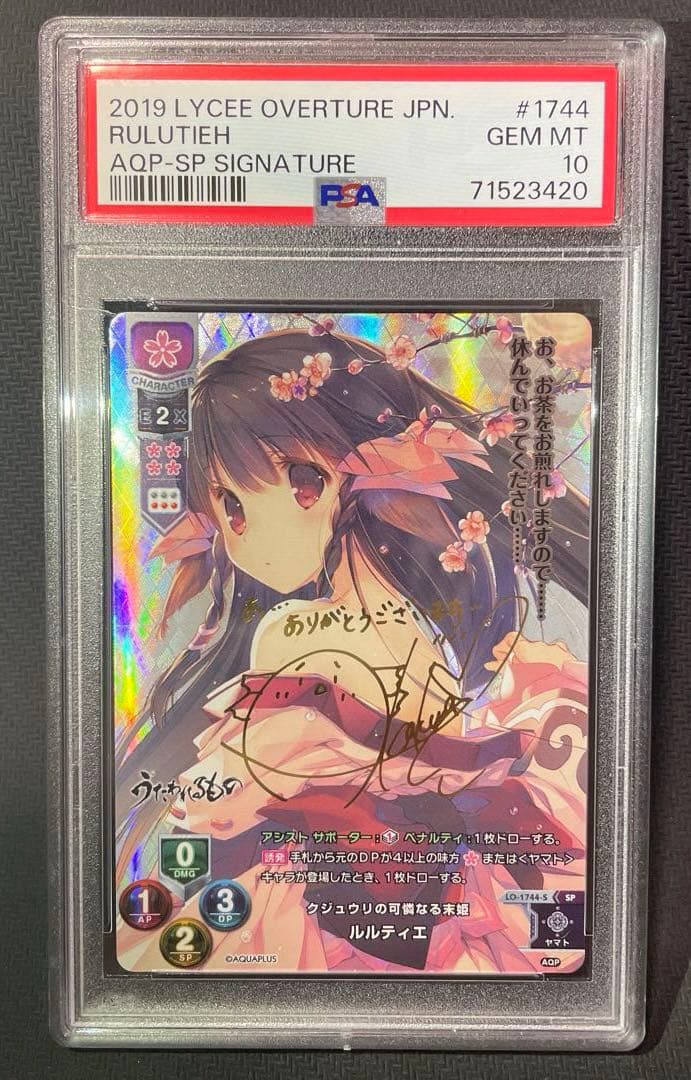 2019 LYCEE OVERTURE JPN. #1744
RULUTIEH GEM MT
AQP-SP SIGNATURE 10
PSA 71523420
CHARACTER
E 2 X
お、お茶をお煎れしますので……
休んでいってください……
ありがとうございます
うたわれるもの
0
DMG
1
AP
3
DP
2
SP
アシスト サポーター: ペナルティ:1枚ドローする。
誘発 手札から元のDPが4以上の味方 または<ヤマト>
キャラが登場したとき、1枚ドローする。
クジュウリの可憐なる末姫
ルルティエ
LO-1744-S SP
ヤマト
©AQUAPLUS
AQP